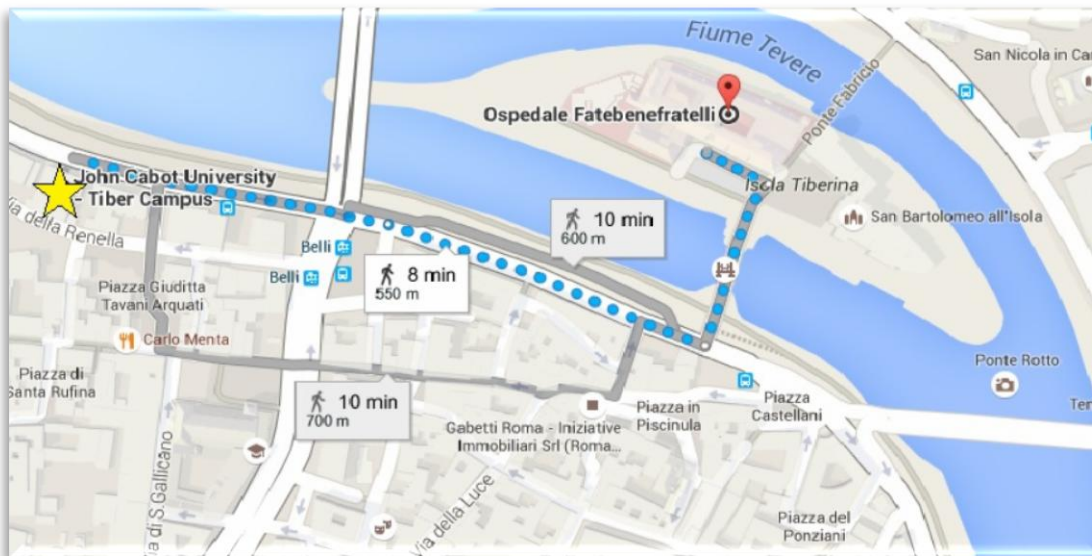 Fiume Tevere
San Nicola in Car
Ponte Fabricio
Ospedale Fatebenefratelli
John Cabot University
- Tiber Campus
Isola Tiberina
Via della Renella
10 min
600 m
San Bartolomeo all'Isola
Belli
8 min
550 m
Belli
Piazza Giuditta
Tavani Arquati
Carlo Menta
Ponte Rotto
Piazza di
Santa Rufina
10 min
700 m
Piazza
Castellani
Piazza in
Piscinula
Gabetti Roma - Iniziative
Immobiliari Srl (Roma...
Via di S.Gallicano
Via della Luce
Piazza del
Ponziani